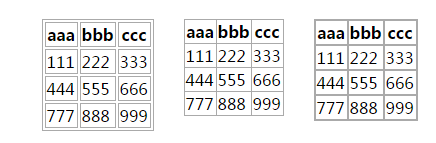 aaa bbb ccc
111 222 333
444 555 666
777 888 999
aaa bbb ccc
111 222 333
444 555 666
777 888 999
aaa bbb ccc
111 222 333
444 555 666
777 888 999